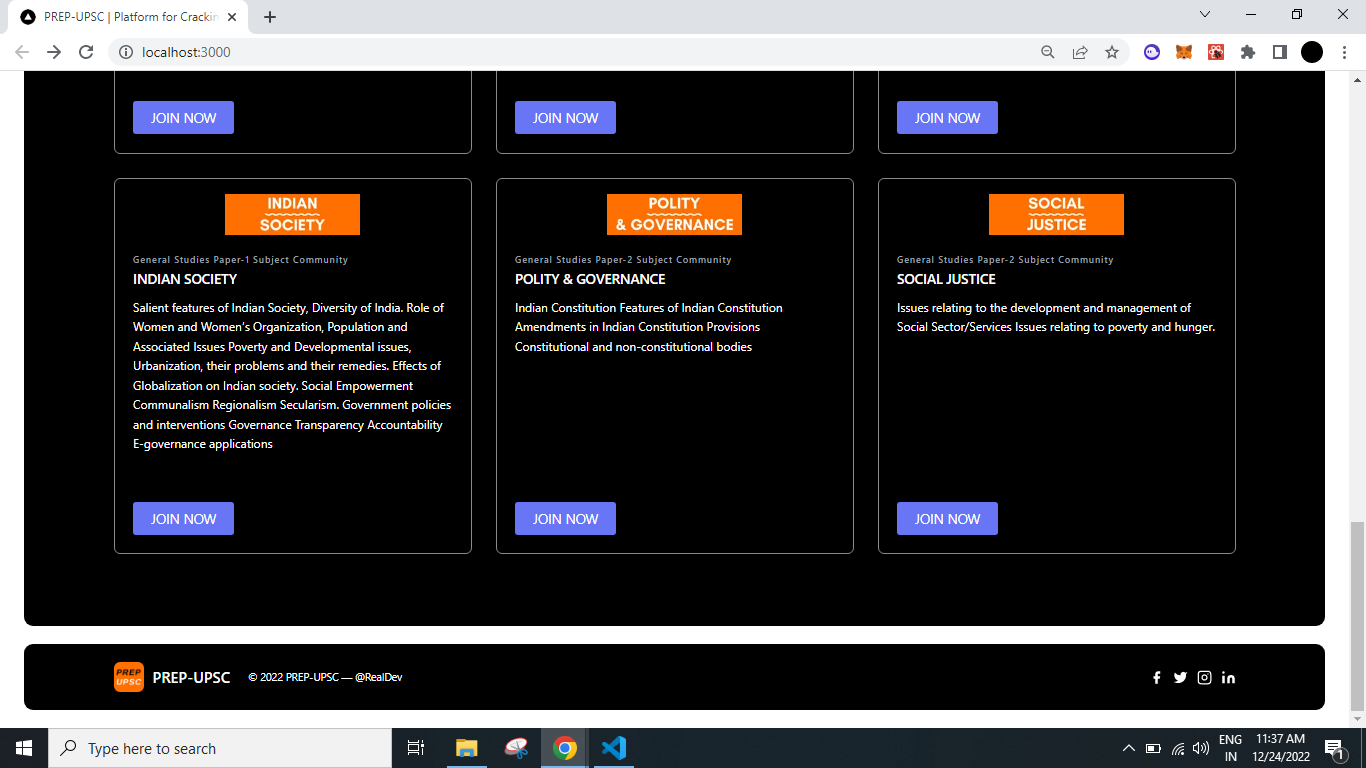 PREP-UPSC | Platform for Crackin
localhost:3000
JOIN NOW
JOIN NOW
JOIN NOW
INDIAN
SOCIETY
General Studies Paper-1 Subject Community
INDIAN SOCIETY
Salient features of Indian Society, Diversity of India. Role of
Women and Women’s Organization, Population and
Associated Issues Poverty and Developmental issues,
Urbanization, their problems and their remedies. Effects of
Globalization on Indian society. Social Empowerment
Communalism Regionalism Secularism. Government policies
and interventions Governance Transparency Accountability
E-governance applications
JOIN NOW
POLITY
& GOVERNANCE
General Studies Paper-2 Subject Community
POLITY & GOVERNANCE
Indian Constitution Features of Indian Constitution
Amendments in Indian Constitution Provisions
Constitutional and non-constitutional bodies
JOIN NOW
SOCIAL
JUSTICE
General Studies Paper-2 Subject Community
SOCIAL JUSTICE
Issues relating to the development and management of
Social Sector/Services Issues relating to poverty and hunger.
JOIN NOW
PREP
UPSC
PREP-UPSC
© 2022 PREP-UPSC — @RealDev
Type here to search
ENG
IN
11:37 AM
12/24/2022
1